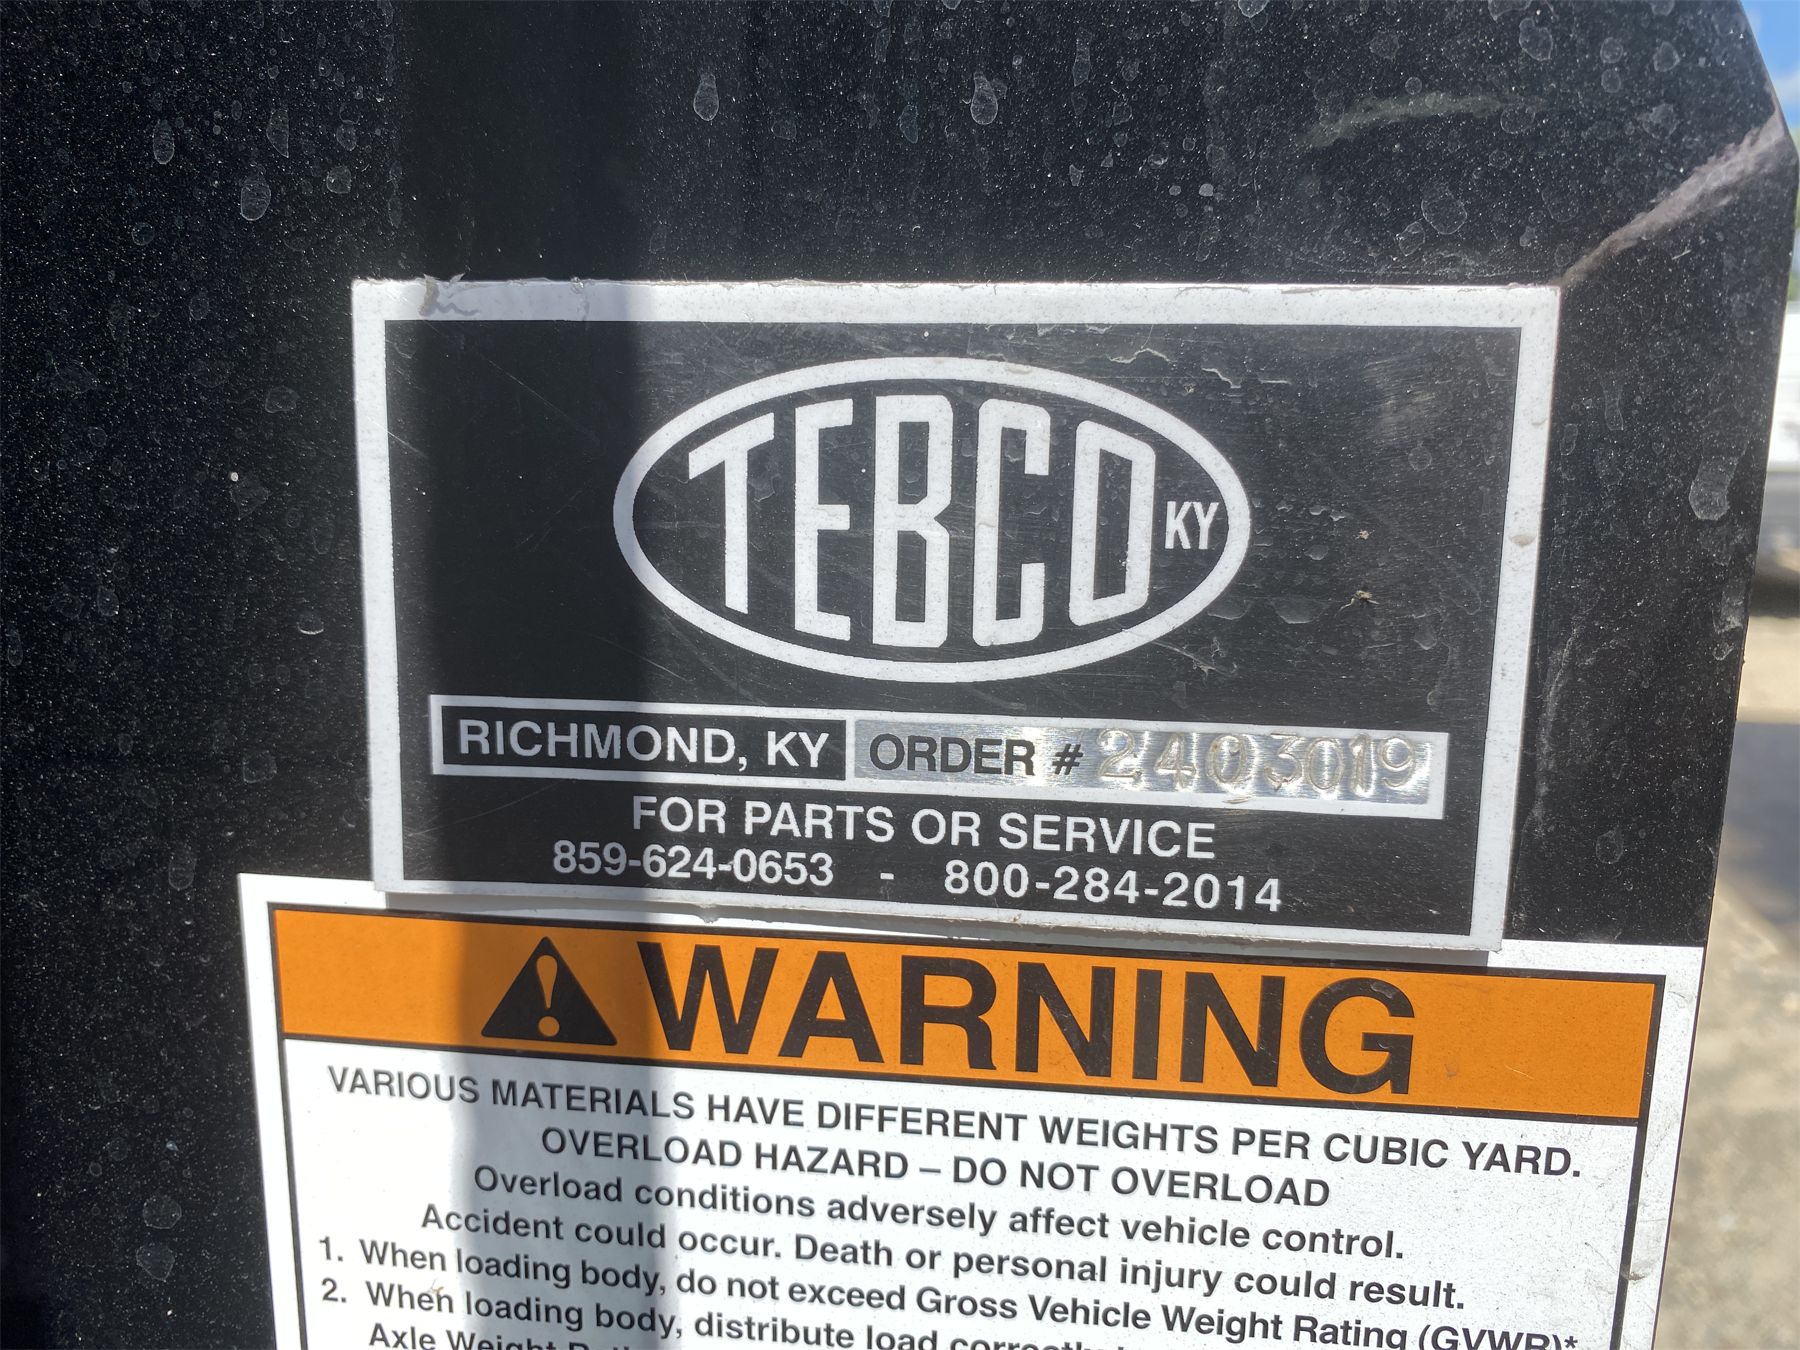 TEBCO KY
RICHMOND, KY ORDER # 2403019
FOR PARTS OR SERVICE
859-624-0653 - 800-284-2014
WARNING
VARIOUS MATERIALS HAVE DIFFERENT WEIGHTS PER CUBIC YARD.
OVERLOAD HAZARD – DO NOT OVERLOAD
Overload conditions adversely affect vehicle control.
Accident could occur. Death or personal injury could result.
1. When loading body, do not exceed Gross Vehicle Weight Rating (GVWR)*
2. When loading body, distribute load
Axle Weight